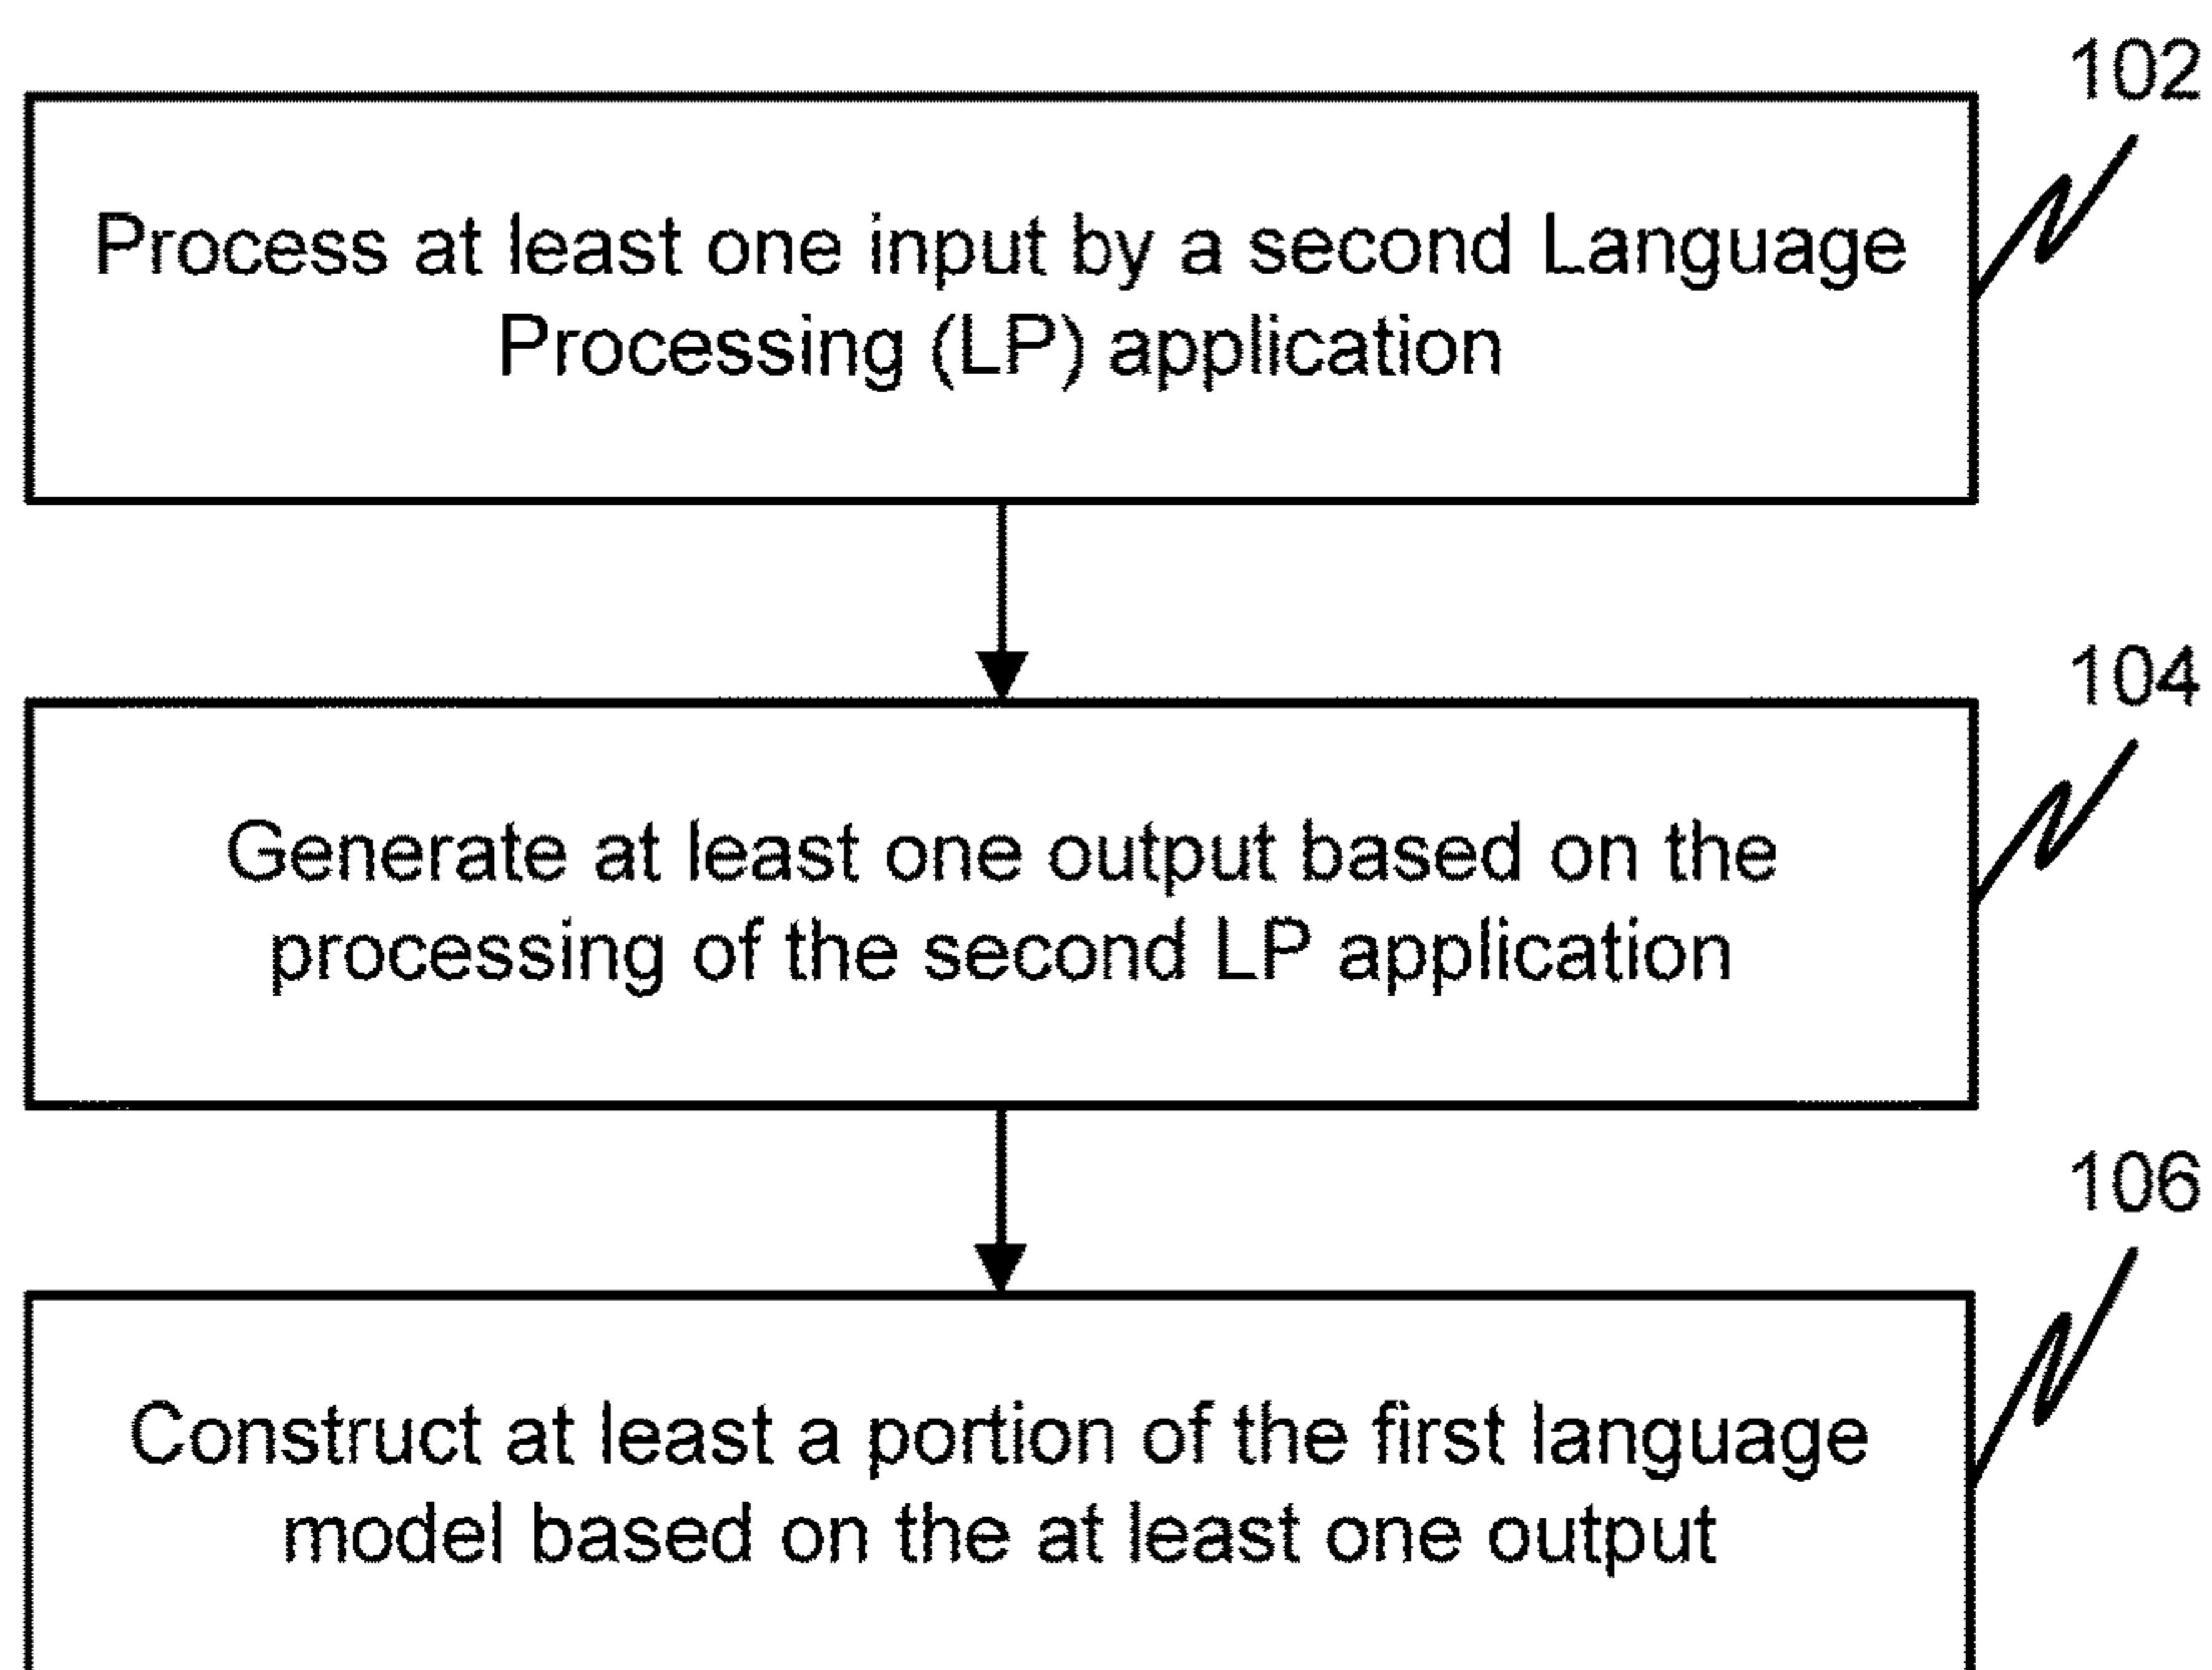 102
Process at least one input by a second Language
Processing (LP) application
104
Generate at least one output based on the
processing of the second LP application
106
Construct at least a portion of the first language
model based on the at least one output